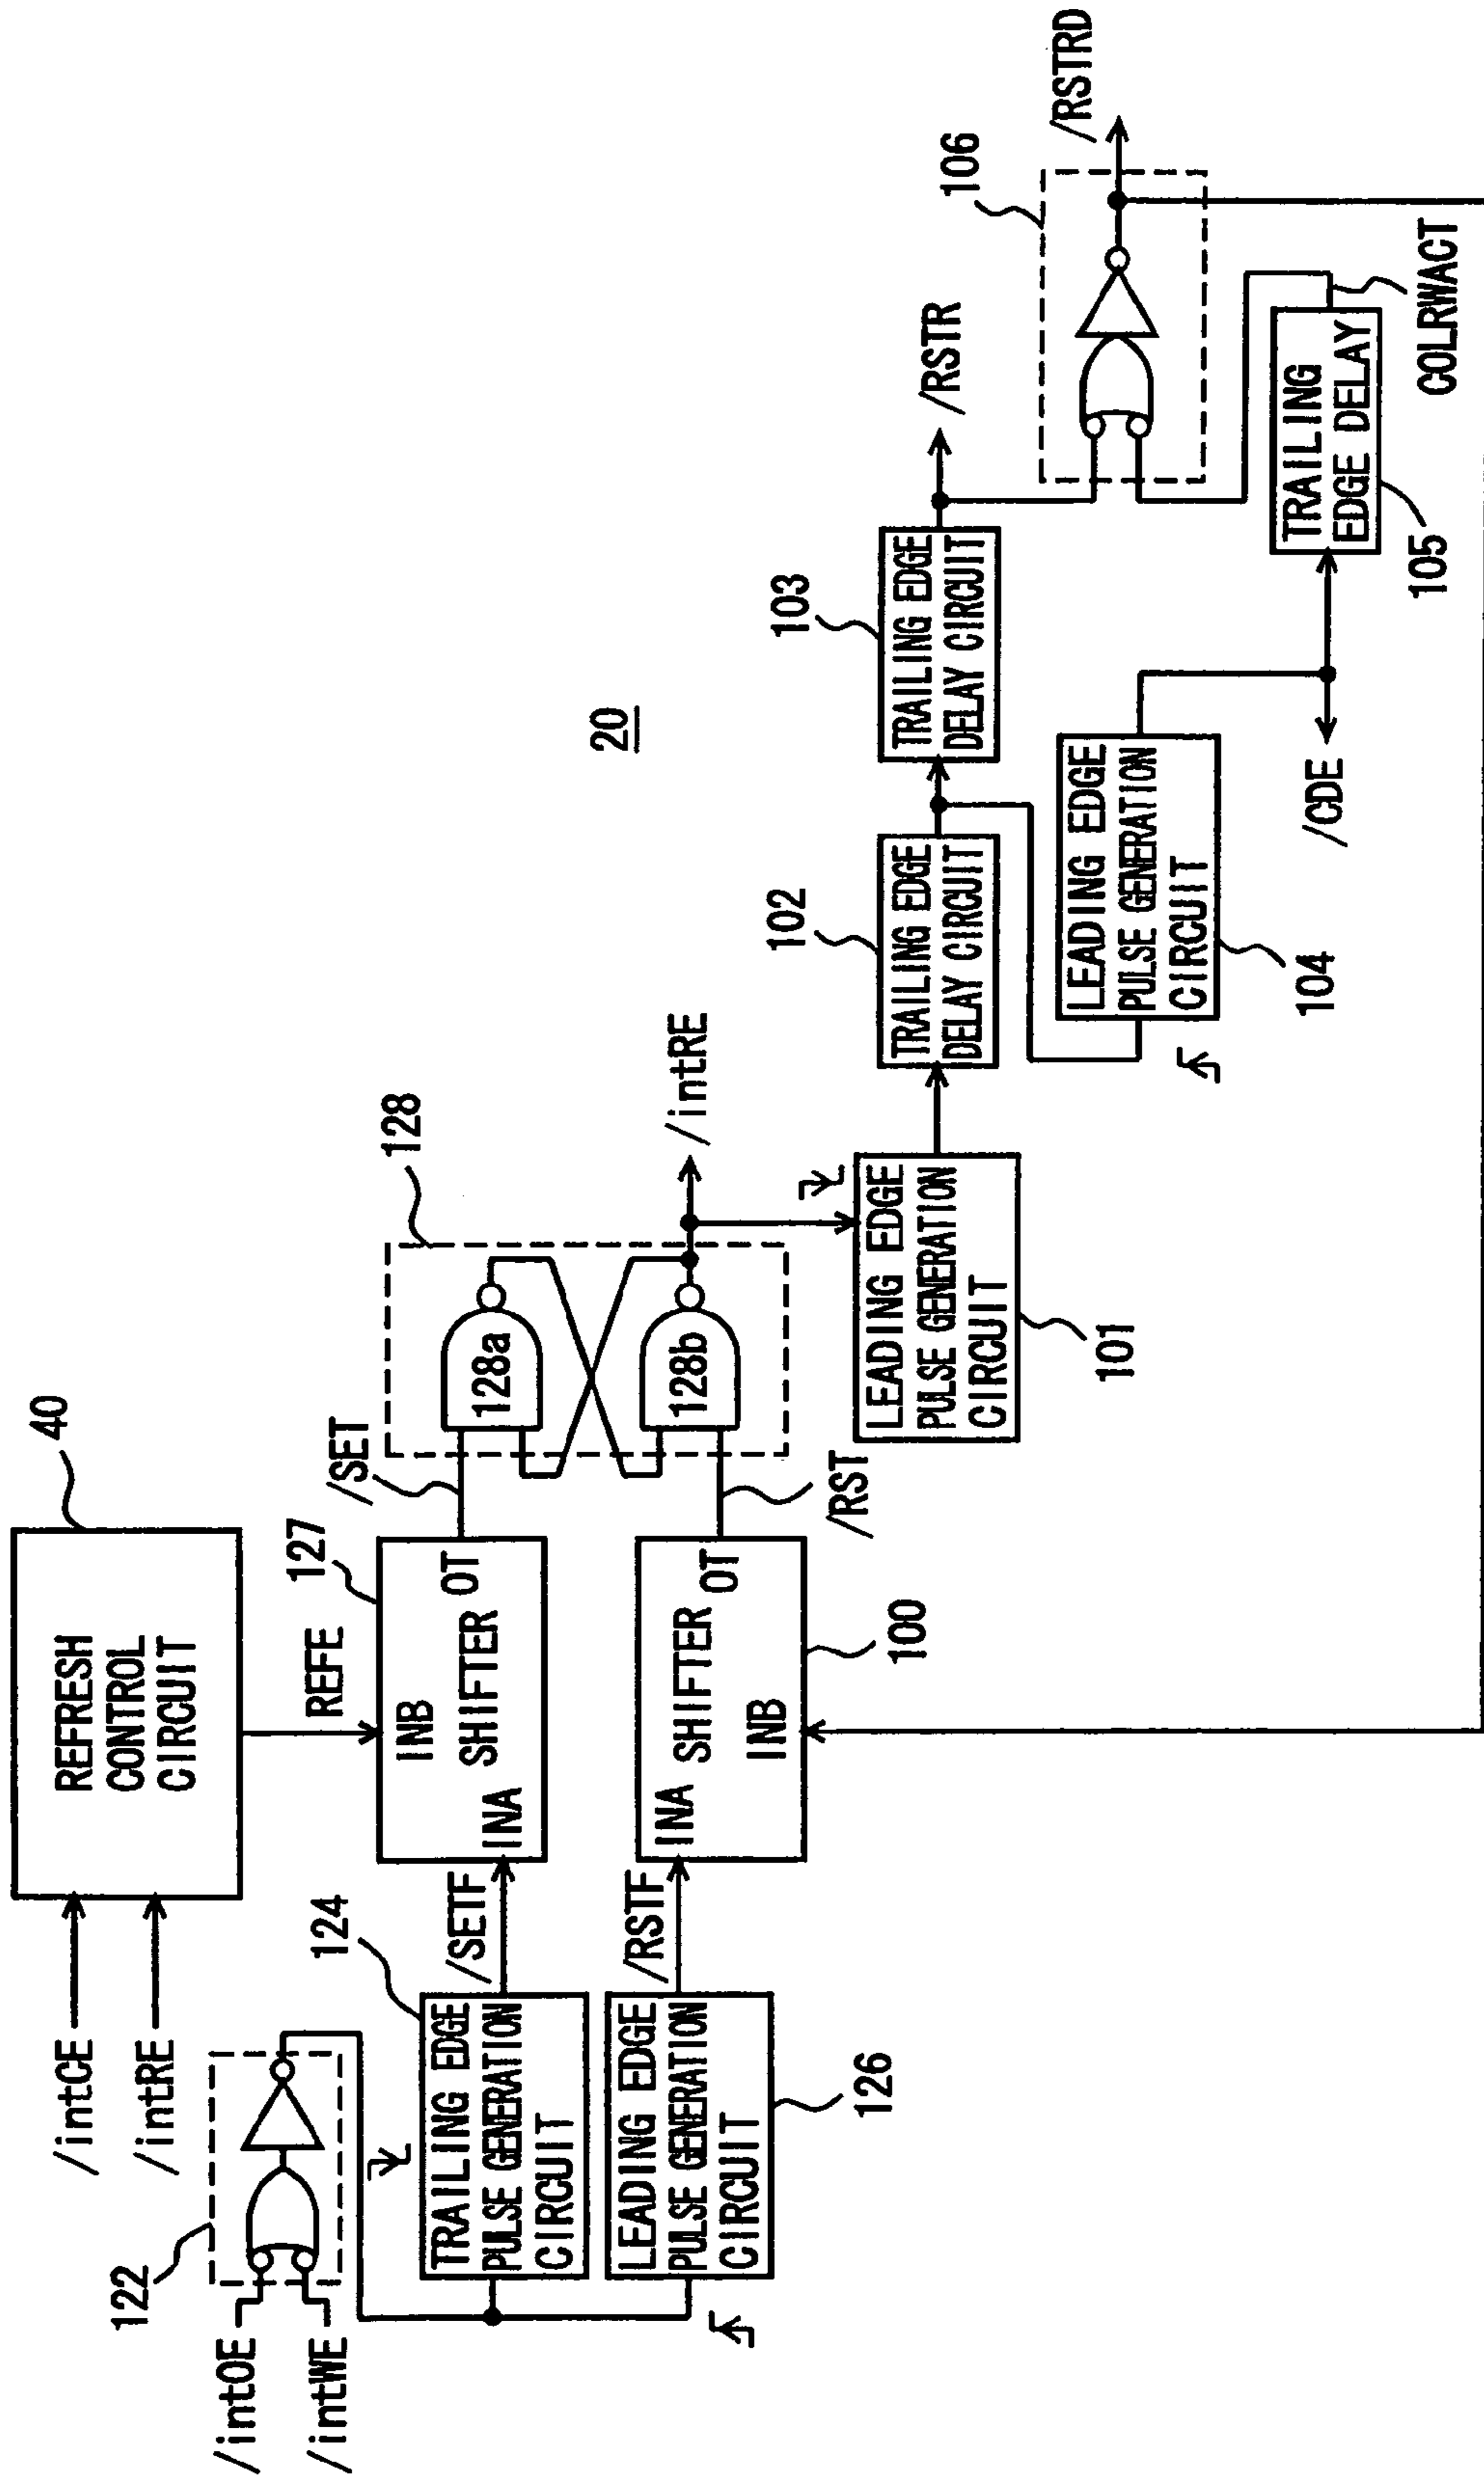 /intCE
/intRE
REFRESH
CONTROL
CIRCUIT
40
122
/intOE
/intWE
REFE
124
127
TRAILING EDGE
PULSE GENERATION
CIRCUIT
/SETF
INB
SHIFTER
INA
OT
/SET
128
128a
128b
/intRE
LEADING EDGE
PULSE GENERATION
CIRCUIT
126
/RSTF
INA
SHIFTER
INB
OT
100
/RST
LEADING EDGE
PULSE GENERATION
CIRCUIT
101
20
102
TRAILING EDGE
DELAY CIRCUIT
103
TRAILING EDGE
DELAY CIRCUIT
/RSTR
LEADING EDGE
PULSE GENERATION
CIRCUIT
104
/CDE
106
/RSTRD
TRAILING
EDGE DELAY
105
COLRWACT